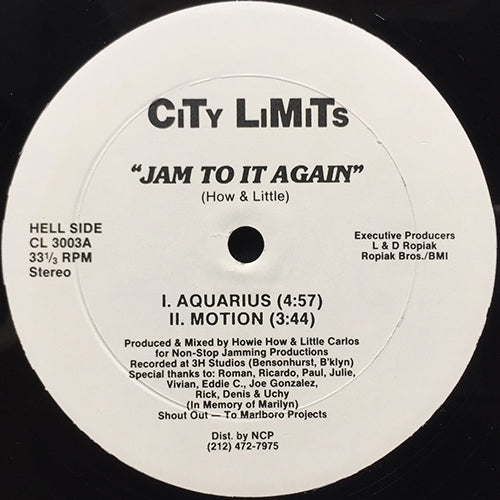 CiTy LiMiTs
"JAM TO IT AGAIN"
(How & Little)
HELL SIDE
CL 3003A
33⅓ RPM
Stereo
Executive Producers
L & D Ropiak
Ropiak Bros./BMI
I. AQUARIUS (4:57)
II. MOTION (3:44)
Produced & Mixed by Howie How & Little Carlos
for Non-Stop Jamming Productions
Recorded at 3H Studios (Bensonhurst, B'klyn)
Special thanks to: Roman, Ricardo, Paul, Julie,
Vivian, Eddie C., Joe Gonzalez,
Rick, Denis & Uchy
(In Memory of Marilyn)
Shout Out — To Marlboro Projects
Dist. by NCP
(212) 472-7975